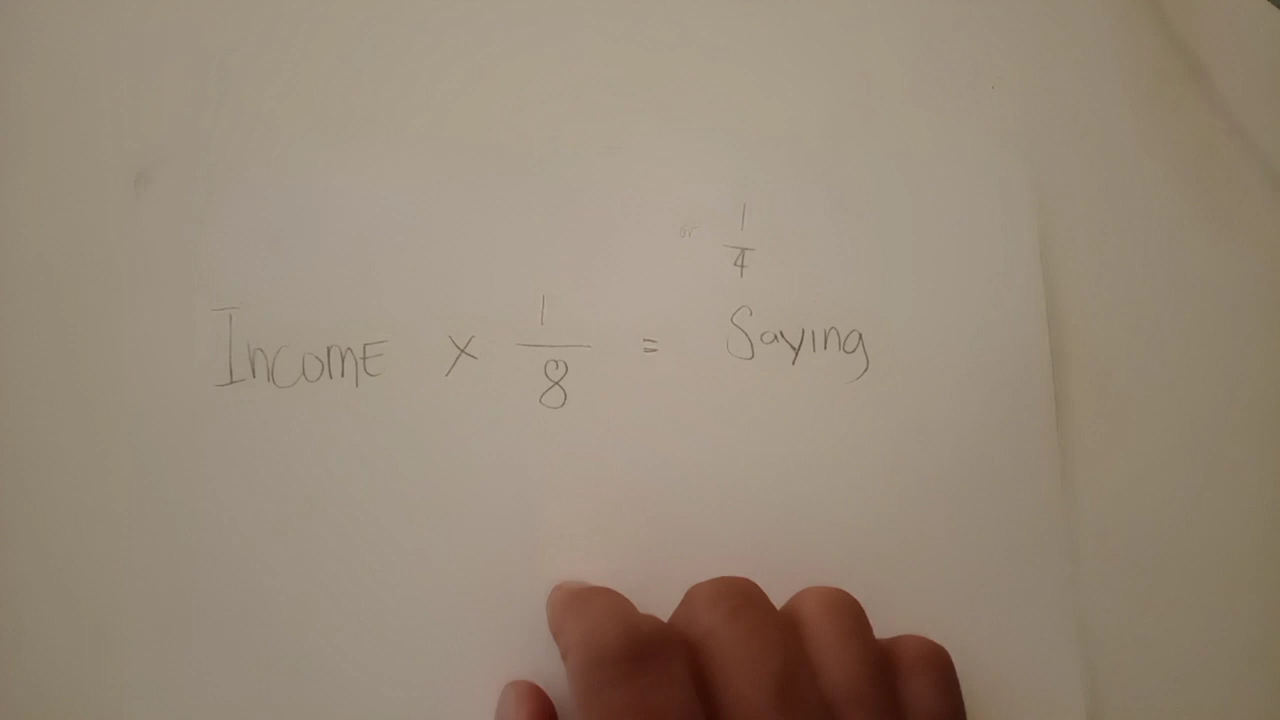 or 1/4
Income × 1/8 = Saying